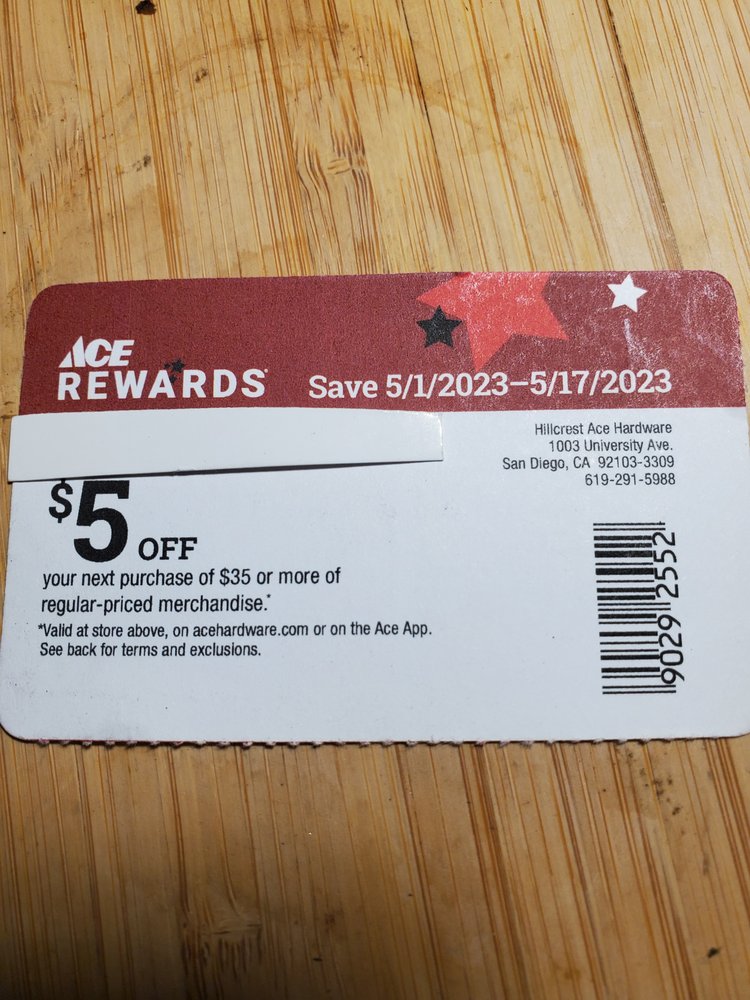 ACE
REWARDS
Save 5/1/2023–5/17/2023
Hillcrest Ace Hardware
1003 University Ave.
San Diego, CA 92103-3309
619-291-5988
$5 OFF
your next purchase of $35 or more of
regular-priced merchandise.*
*Valid at store above, on acehardware.com or on the Ace App.
See back for terms and exclusions.
9029 2552